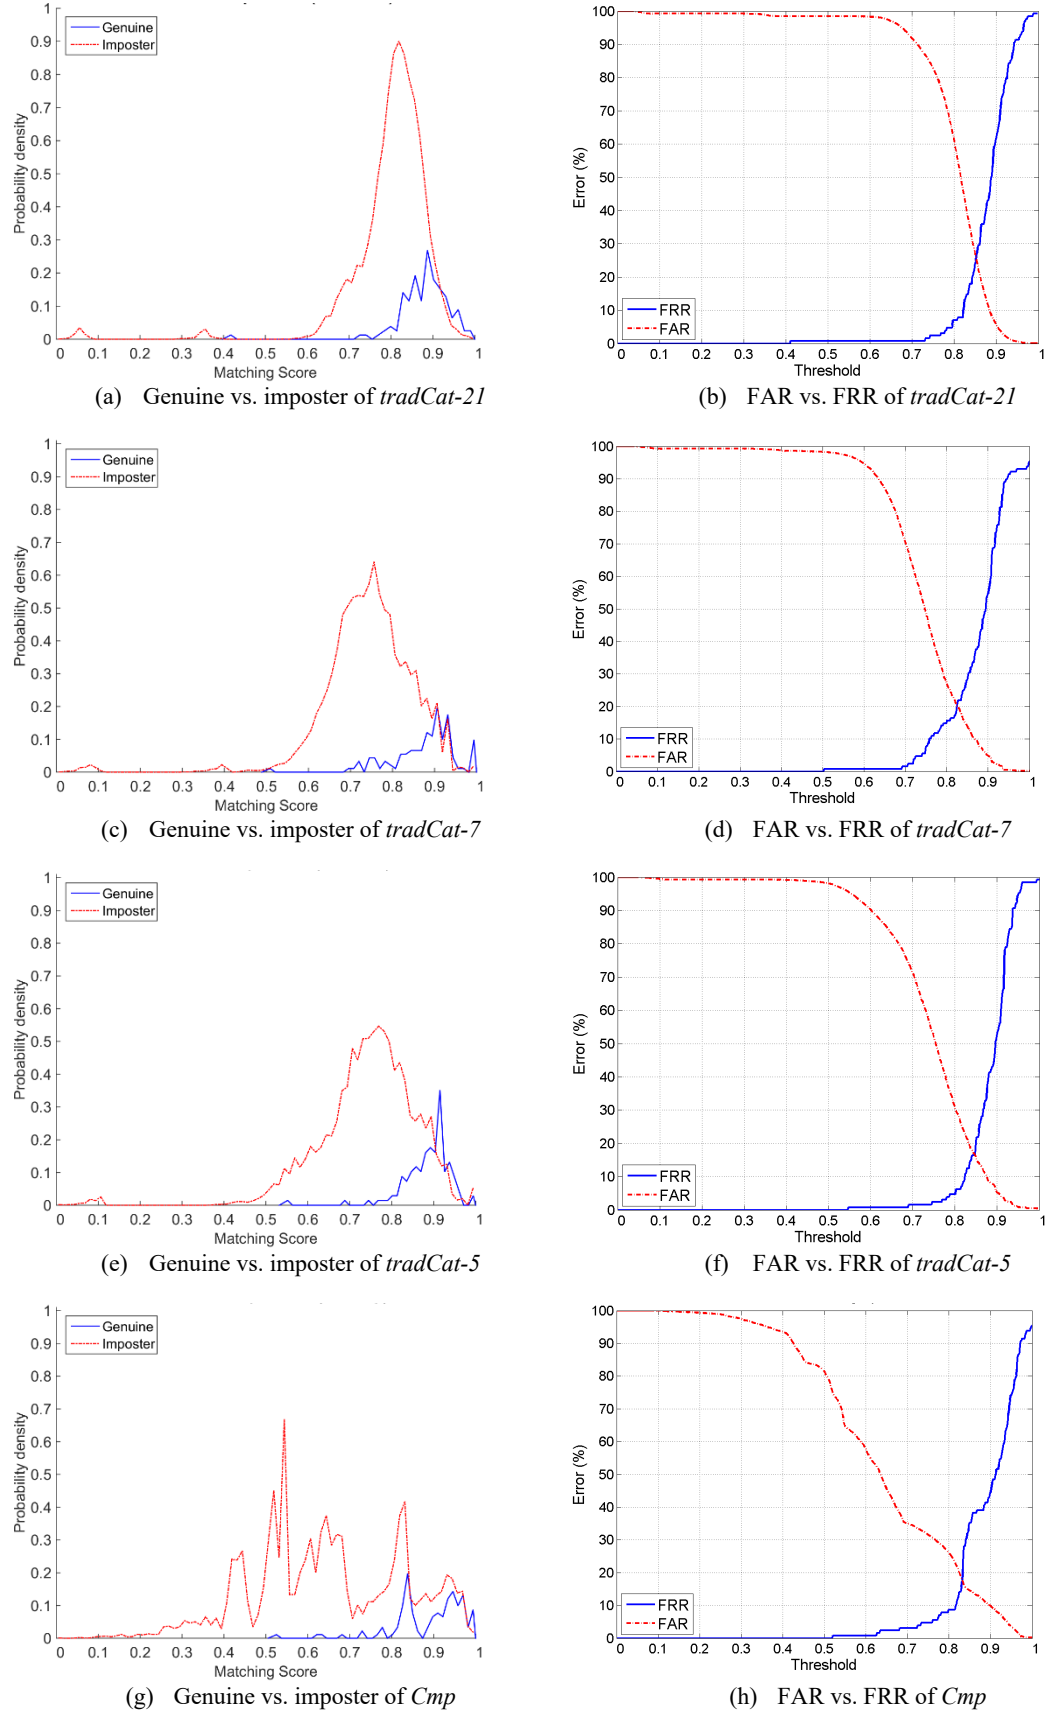 1
0.9
0.8
0.7
0.6
0.5
0.4
0.3
0.2
0.1
0
Probability density
Genuine
Imposter
0 0.1 0.2 0.3 0.4 0.5 0.6 0.7 0.8 0.9 1
Matching Score
(a) Genuine vs. imposter of tradCat-21
100
90
80
70
60
50
40
30
20
10
0
Error (%)
FRR
FAR
0 0.1 0.2 0.3 0.4 0.5 0.6 0.7 0.8 0.9 1
Threshold
(b) FAR vs. FRR of tradCat-21
1
0.9
0.8
0.7
0.6
0.5
0.4
0.3
0.2
0.1
0
Probability density
Genuine
Imposter
0 0.1 0.2 0.3 0.4 0.5 0.6 0.7 0.8 0.9 1
Matching Score
(c) Genuine vs. imposter of tradCat-7
100
90
80
70
60
50
40
30
20
10
0
Error (%)
FRR
FAR
0 0.1 0.2 0.3 0.4 0.5 0.6 0.7 0.8 0.9 1
Threshold
(d) FAR vs. FRR of tradCat-7
1
0.9
0.8
0.7
0.6
0.5
0.4
0.3
0.2
0.1
0
Probability density
Genuine
Imposter
0 0.1 0.2 0.3 0.4 0.5 0.6 0.7 0.8 0.9 1
Matching Score
(e) Genuine vs. imposter of tradCat-5
100
90
80
70
60
50
40
30
20
10
0
Error (%)
FRR
FAR
0 0.1 0.2 0.3 0.4 0.5 0.6 0.7 0.8 0.9 1
Threshold
(f) FAR vs. FRR of tradCat-5
1
0.9
0.8
0.7
0.6
0.5
0.4
0.3
0.2
0.1
0
Probability density
Genuine
Imposter
0 0.1 0.2 0.3 0.4 0.5 0.6 0.7 0.8 0.9 1
Matching Score
(g) Genuine vs. imposter of Cmp
100
90
80
70
60
50
40
30
20
10
0
Error (%)
FRR
FAR
0 0.1 0.2 0.3 0.4 0.5 0.6 0.7 0.8 0.9 1
Threshold
(h) FAR vs. FRR of Cmp